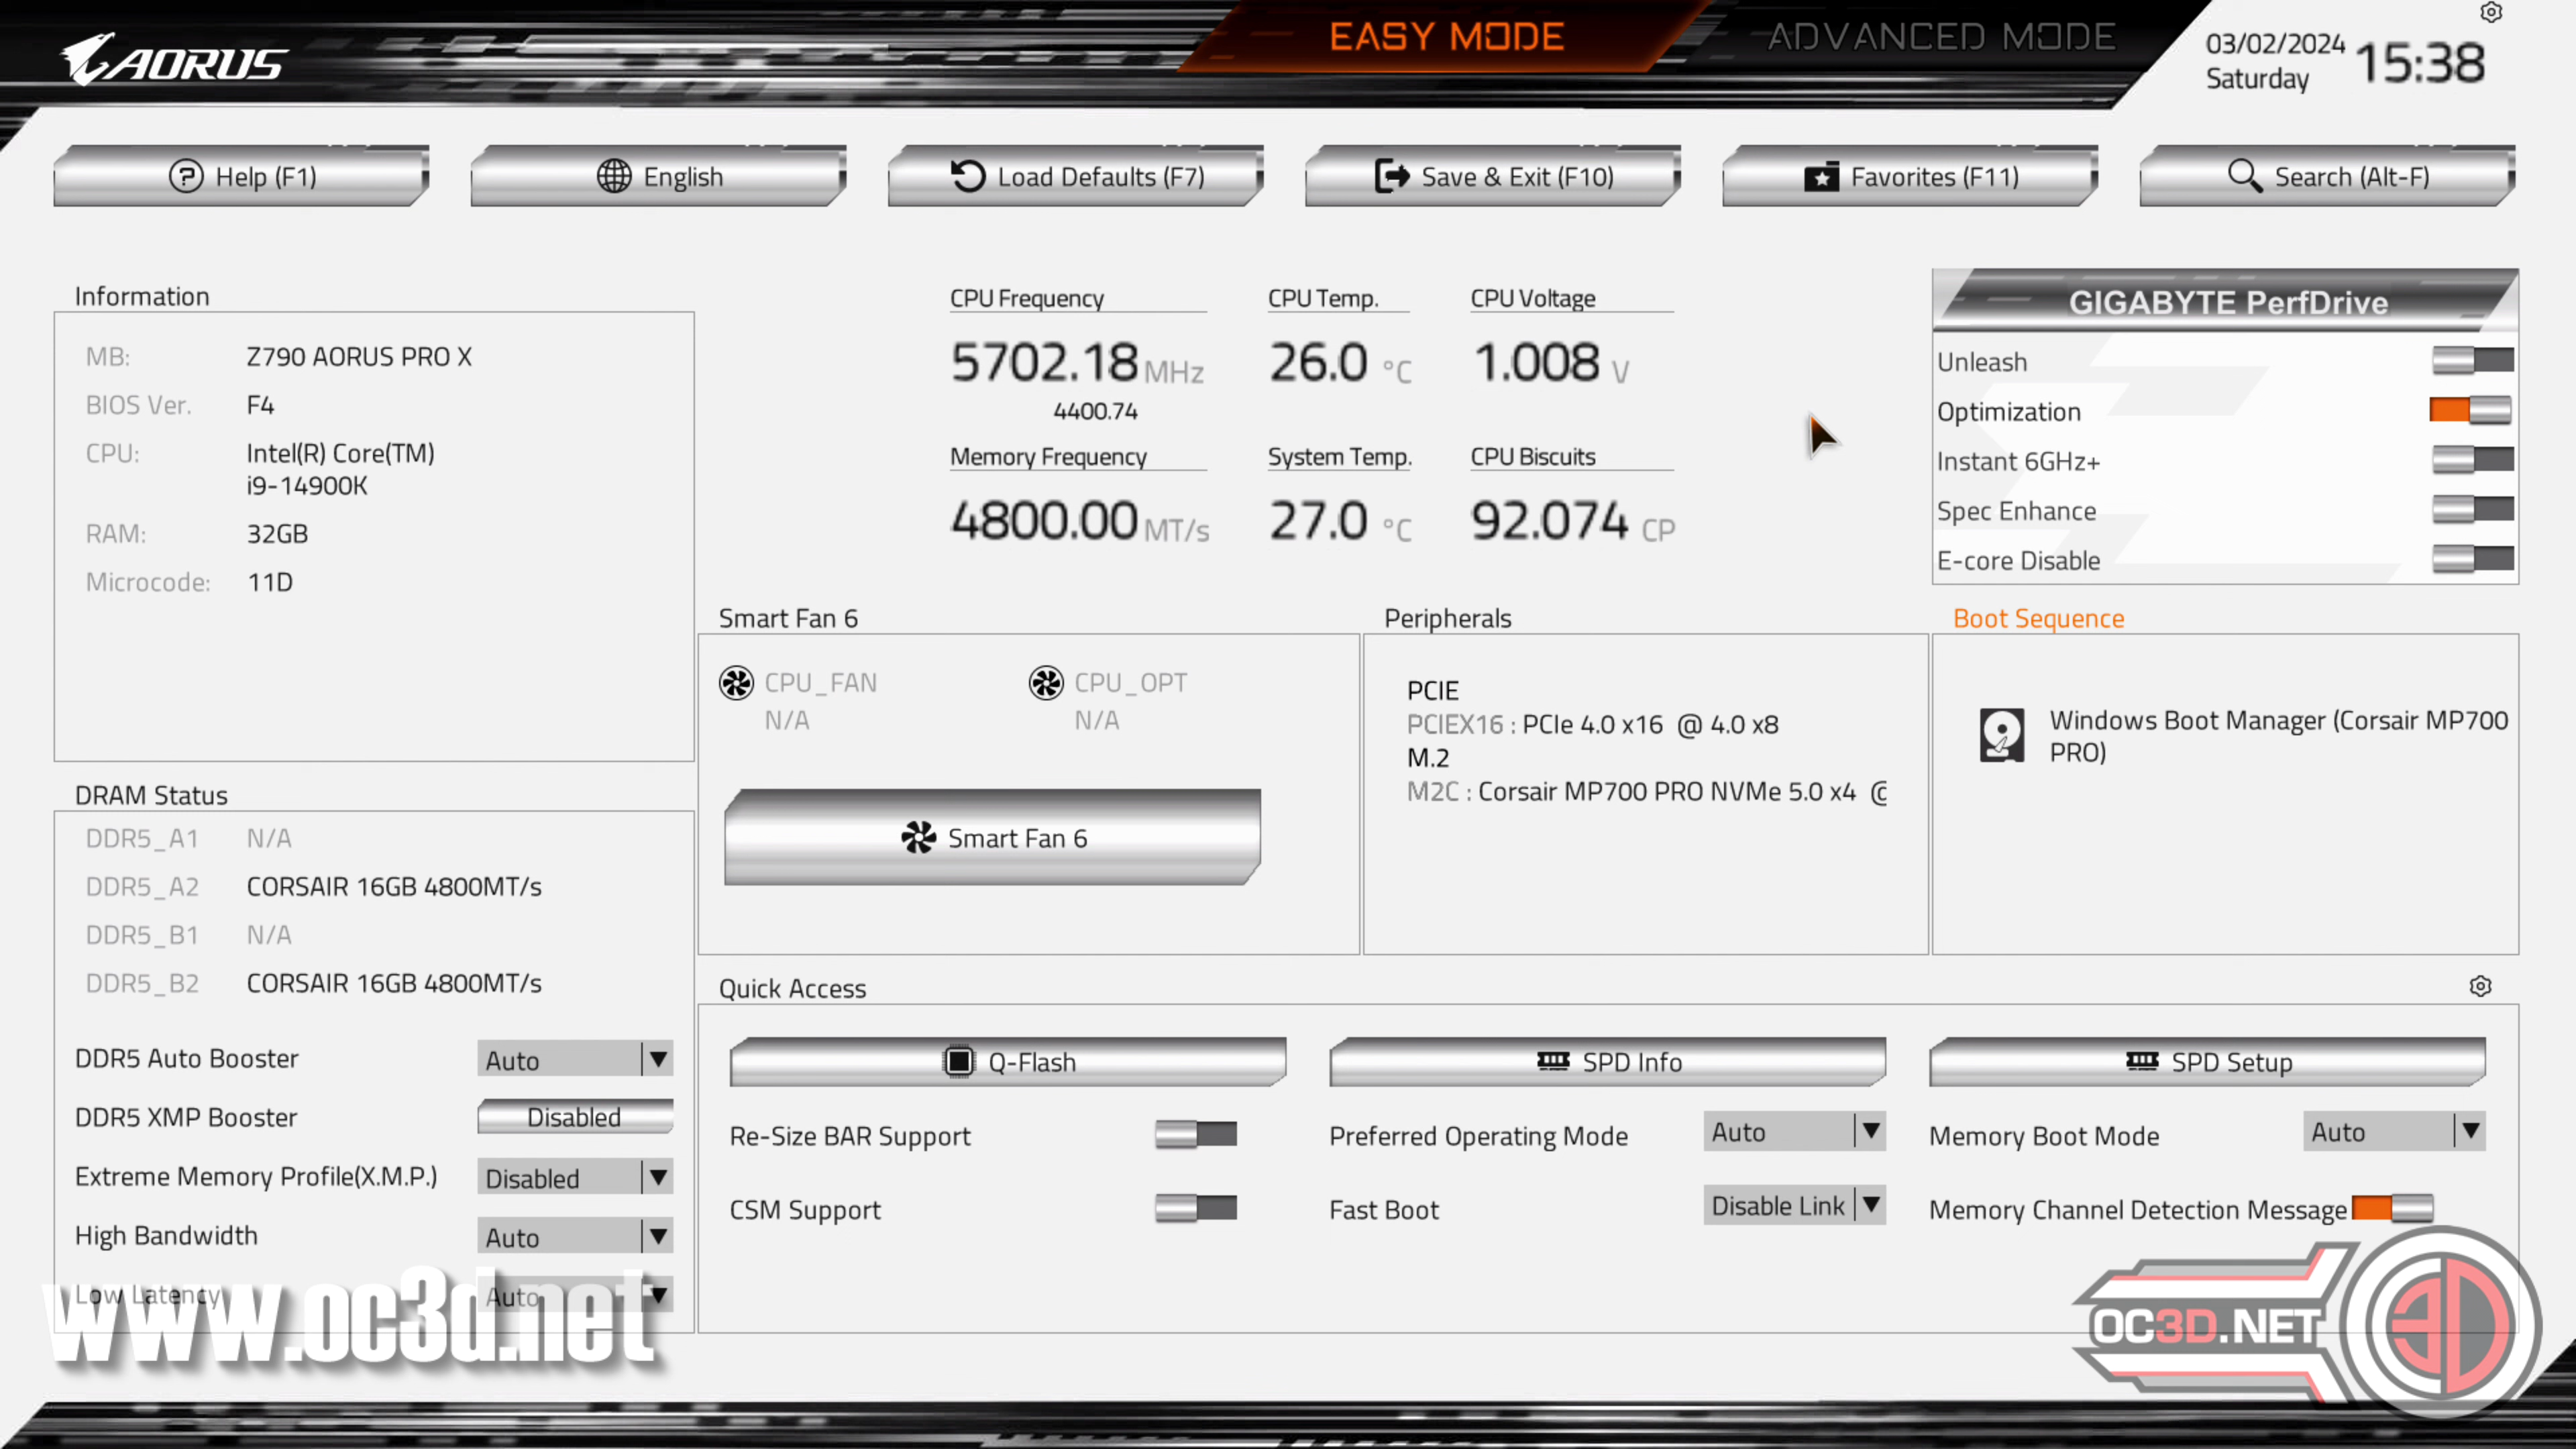 AORUS
EASY MODE
ADVANCED MODE
03/02/2024
Saturday
15:38
Help (F1)
English
Load Defaults (F7)
Save & Exit (F10)
Favorites (F11)
Search (Alt-F)
Information
MB: Z790 AORUS PRO X
BIOS Ver. F4
CPU: Intel(R) Core(TM)
i9-14900K
RAM: 32GB
Microcode: 11D
CPU Frequency
5702.18 MHz
4400.74
CPU Temp.
26.0 °C
CPU Voltage
1.008 V
Memory Frequency
4800.00 MT/s
System Temp.
27.0 °C
CPU Biscuits
92.074 CP
GIGABYTE PerfDrive
Unleash
Optimization
Instant 6GHz+
Spec Enhance
E-core Disable
Smart Fan 6
CPU_FAN
N/A
CPU_OPT
N/A
Smart Fan 6
Peripherals
PCIE
PCIEX16 : PCIe 4.0 x16 @ 4.0 x8
M.2
M2C : Corsair MP700 PRO NVMe 5.0 x4 @
Boot Sequence
Windows Boot Manager (Corsair MP700
PRO)
DRAM Status
DDR5_A1 N/A
DDR5_A2 CORSAIR 16GB 4800MT/s
DDR5_B1 N/A
DDR5_B2 CORSAIR 16GB 4800MT/s
DDR5 Auto Booster Auto
DDR5 XMP Booster Disabled
Extreme Memory Profile(X.M.P.) Disabled
High Bandwidth Auto
Low Latency Auto
Quick Access
Q-Flash
SPD Info
SPD Setup
Re-Size BAR Support
Preferred Operating Mode Auto
Memory Boot Mode Auto
CSM Support
Fast Boot Disable Link
Memory Channel Detection Message
www.oc3d.net
OC3D.NET
3D